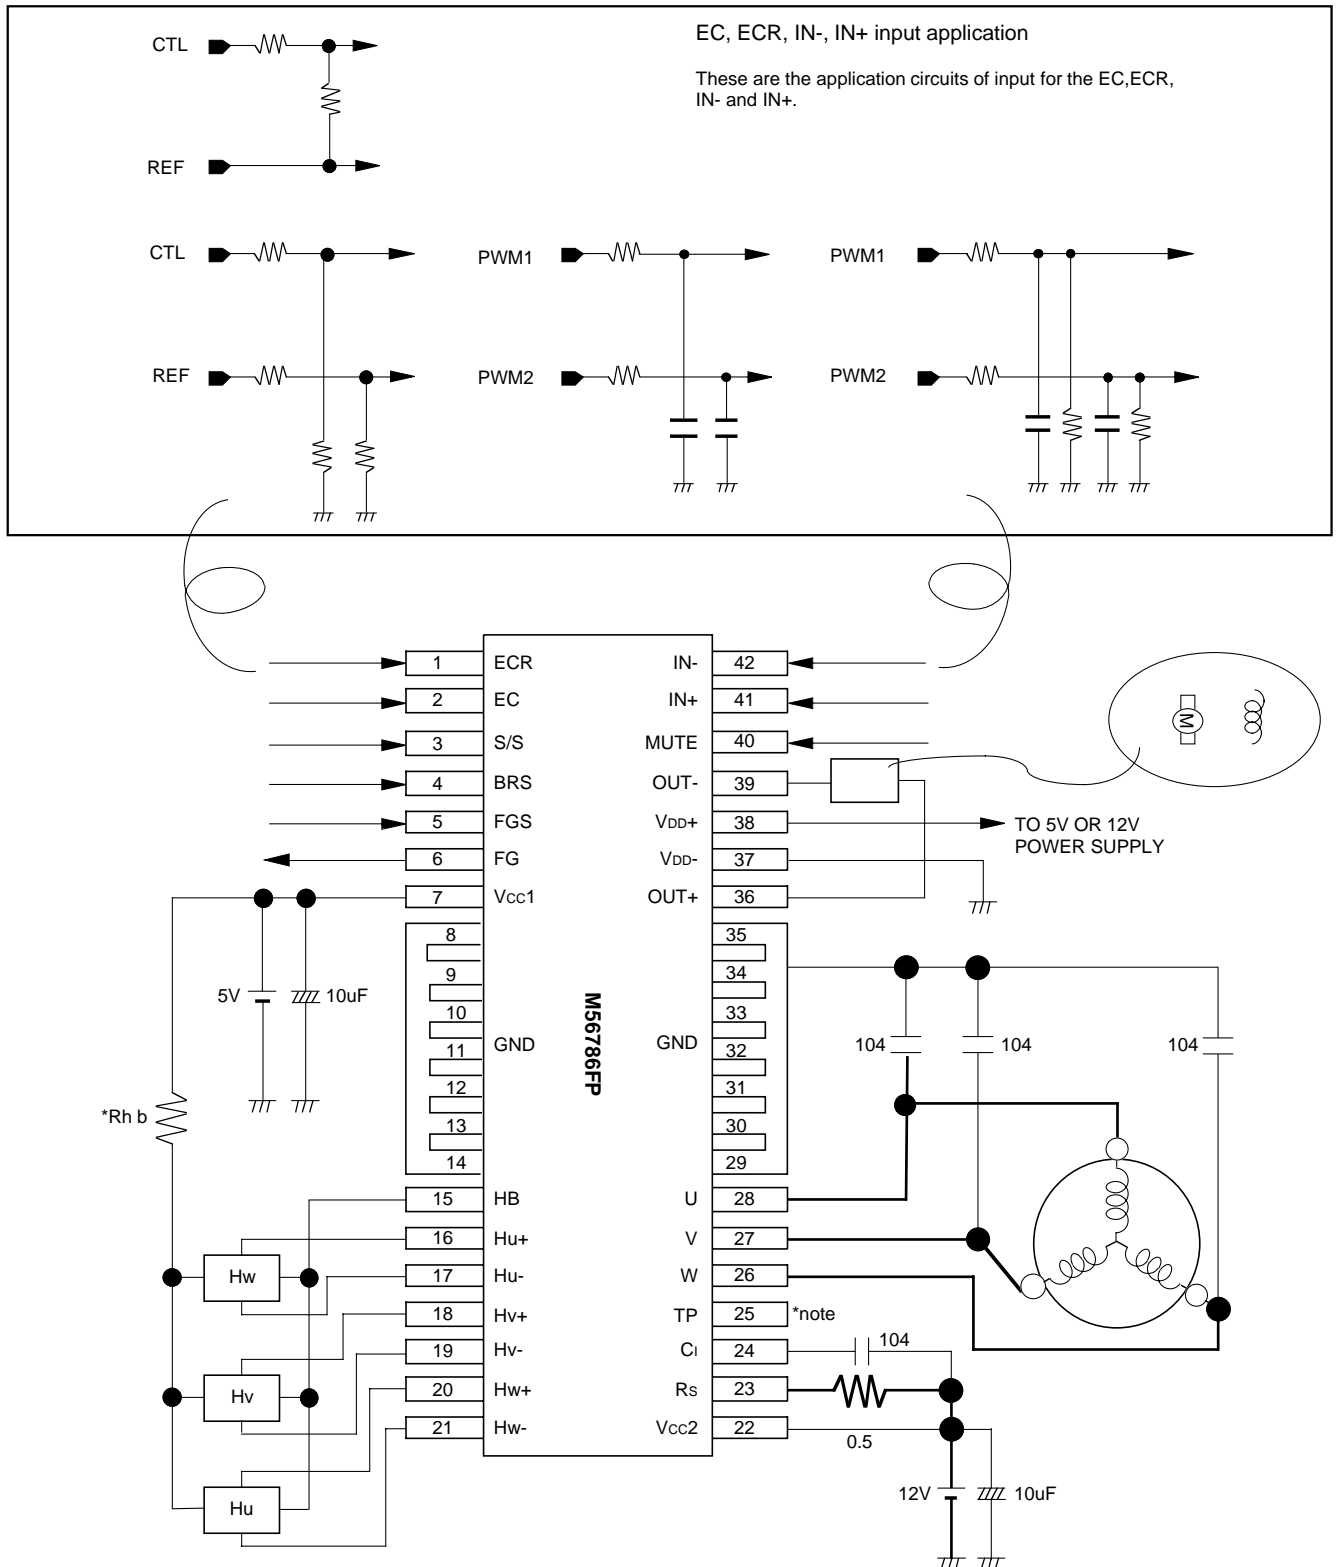 EC, ECR, IN-, IN+ input application
These are the application circuits of input for the EC,ECR,
IN- and IN+.
CTL
REF
CTL
PWM1
PWM1
REF
PWM2
PWM2
1 ECR
IN- 42
2 EC
IN+ 41
3 S/S
MUTE 40
4 BRS
OUT- 39
5 FGS
VDD+ 38
TO 5V OR 12V
POWER SUPPLY
6 FG
VDD- 37
7 Vcc1
OUT+ 36
M
8
35
9
34
10
33
GND
GND
11
32
12
31
13
30
14
29
M56786FP
5V
10uF
104
104
104
*Rh b
15 HB
U 28
16 Hu+
V 27
17 Hu-
W 26
18 Hv+
TP 25 *note
19 Hv-
CI 24
104
20 Hw+
RS 23
21 Hw-
Vcc2 22
0.5
Hw
Hv
Hu
12V
10uF